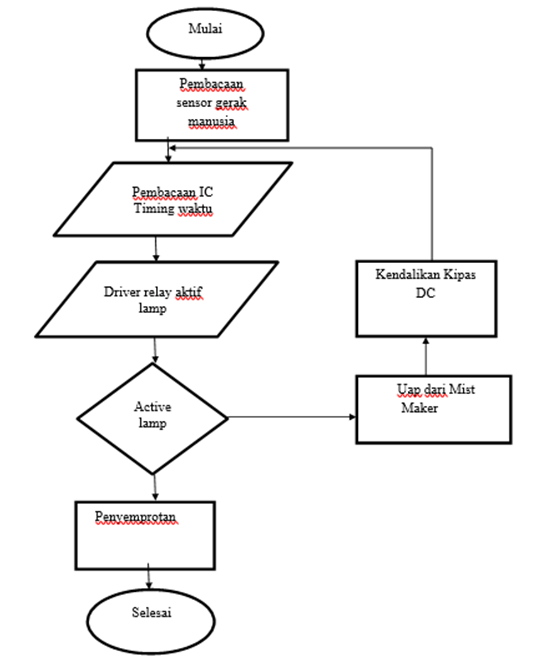 Mulai
Pembacaan
sensor gerak
manusia
Pembacaan IC
Timing waktu
Driver relay aktif
lamp
Kendalikan Kipas
DC
Active
lamp
Uap dari Mist
Maker
Penyemprotan
Selesai